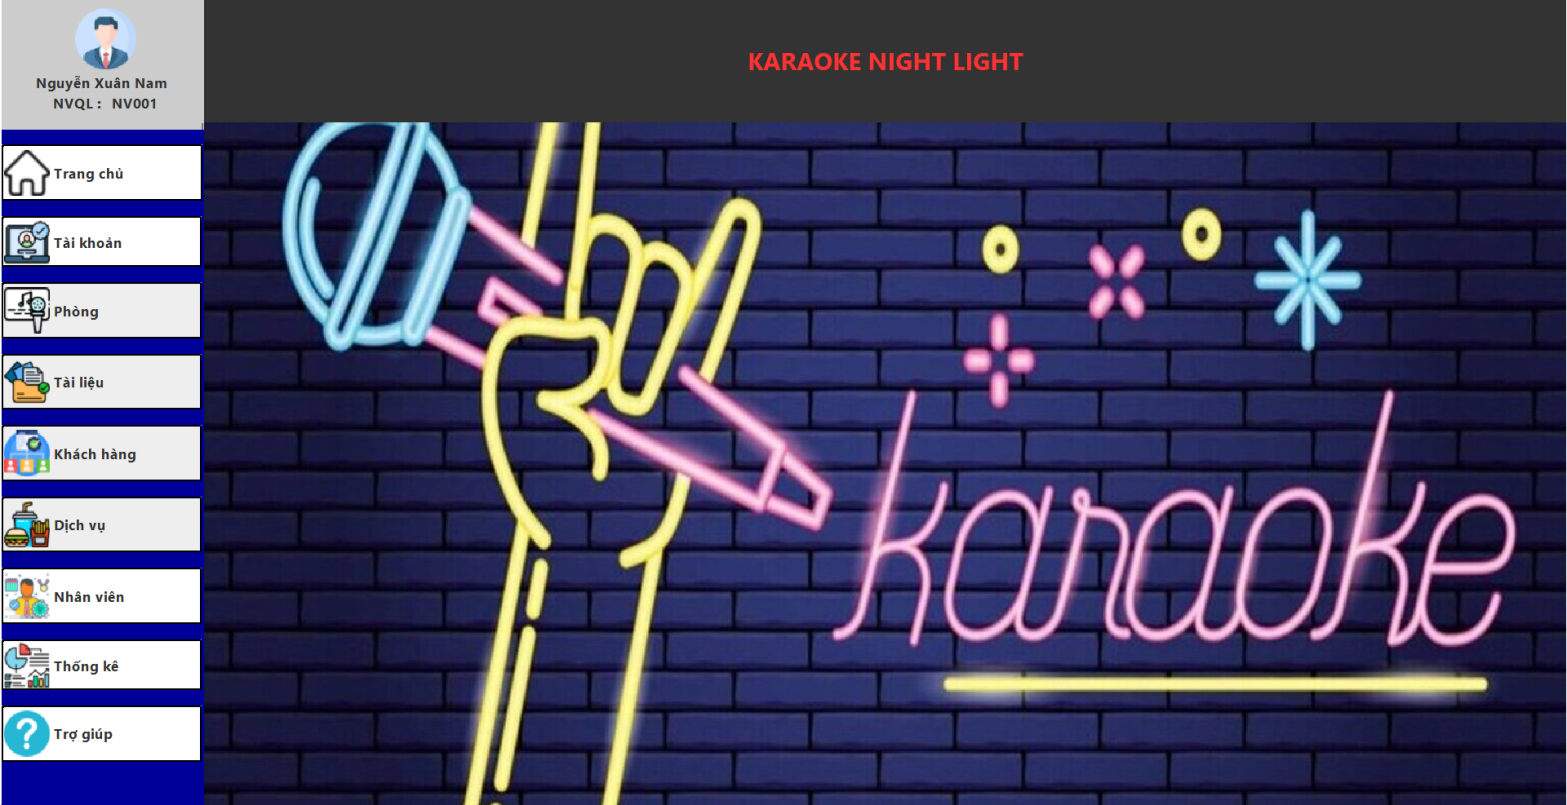 Nguyễn Xuân Nam
NVQL : NV001
KARAOKE NIGHT LIGHT
Trang chủ
Tài khoản
Phòng
Tài liệu
Khách hàng
Dịch vụ
Nhân viên
Thống kê
Trợ giúp
karaoke